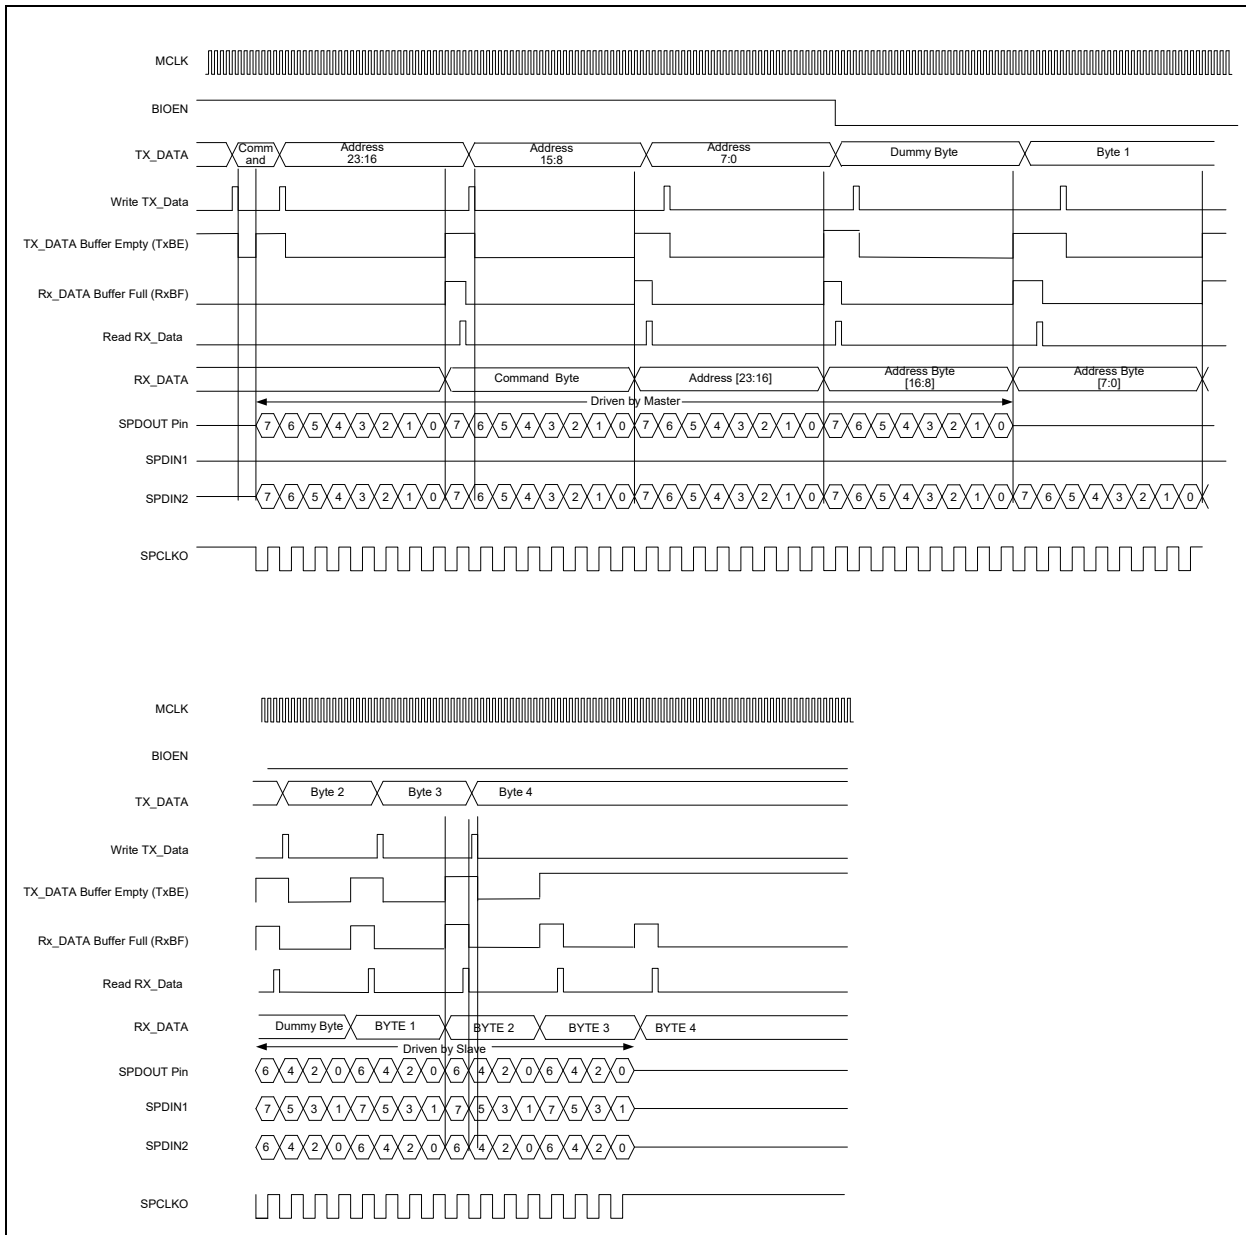 MCLK
BIOEN
TX_DATA
Comm
and
Address
23:16
Address
15:8
Address
7:0
Dummy Byte
Byte 1
Write TX_Data
TX_DATA Buffer Empty (TxBE)
Rx_DATA Buffer Full (RxBF)
Read RX_Data
RX_DATA
Command Byte
Address [23:16]
Address Byte
[16:8]
Address Byte
[7:0]
Driven by Master
SPDOUT Pin
7 6 5 4 3 2 1 0 7 6 5 4 3 2 1 0 7 6 5 4 3 2 1 0 7 6 5 4 3 2 1 0
SPDIN1
SPDIN2
7 6 5 4 3 2 1 0 7 6 5 4 3 2 1 0 7 6 5 4 3 2 1 0 7 6 5 4 3 2 1 0 7 6 5 4 3 2 1 0
SPCLKO
MCLK
BIOEN
TX_DATA
Byte 2
Byte 3
Byte 4
Write TX_Data
TX_DATA Buffer Empty (TxBE)
Rx_DATA Buffer Full (RxBF)
Read RX_Data
RX_DATA
Dummy Byte
BYTE 1
BYTE 2
BYTE 3
BYTE 4
Driven by Slave
SPDOUT Pin
6 4 2 0 6 4 2 0 6 4 2 0 6 4 2 0
SPDIN1
7 5 3 1 7 5 3 1 7 5 3 1 7 5 3 1
SPDIN2
6 4 2 0 6 4 2 0 6 4 2 0 6 4 2 0
SPCLKO